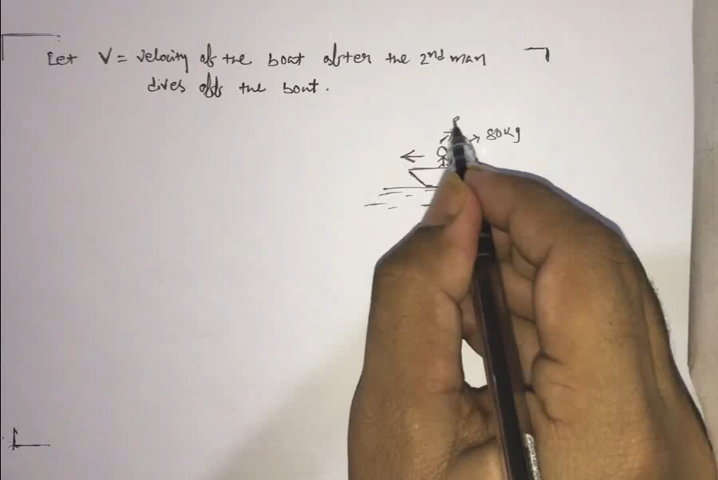 Let V = velocity of the boat after the 2nd man
dives off the boat.
80kg